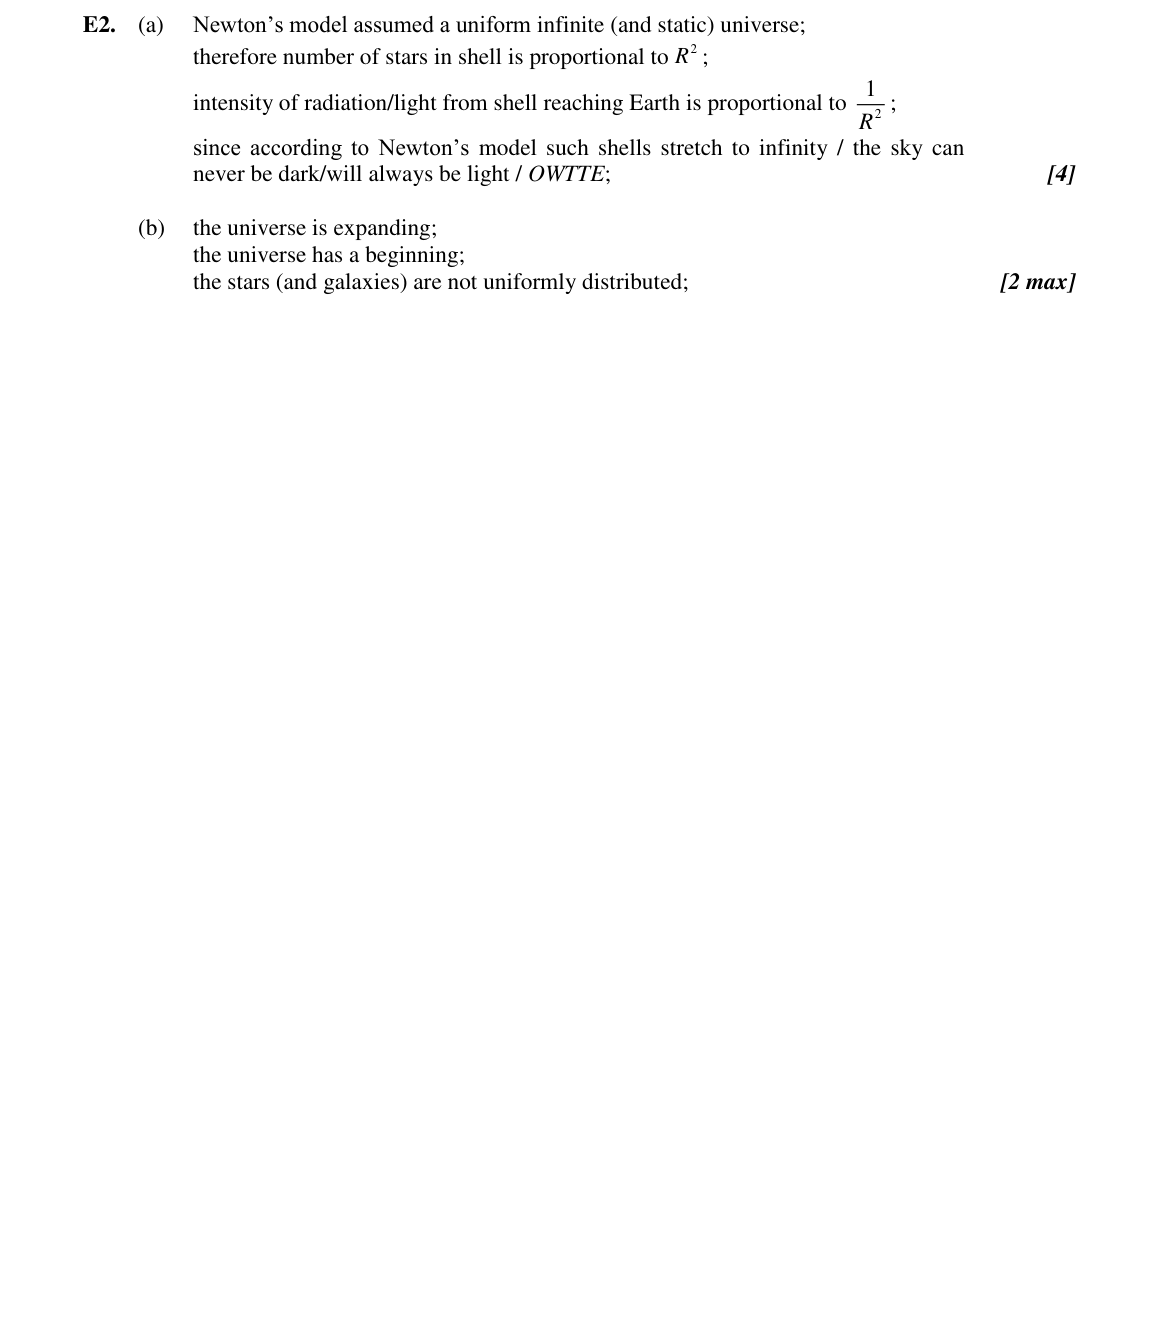 E2. (a) Newton's model assumed a uniform infinite (and static) universe;
therefore number of stars in shell is proportional to R²;
intensity of radiation/light from shell reaching Earth is proportional to 1/R²;
since according to Newton's model such shells stretch to infinity / the sky can
never be dark/will always be light / OWTTE; [4]
(b) the universe is expanding;
the universe has a beginning;
the stars (and galaxies) are not uniformly distributed; [2 max]